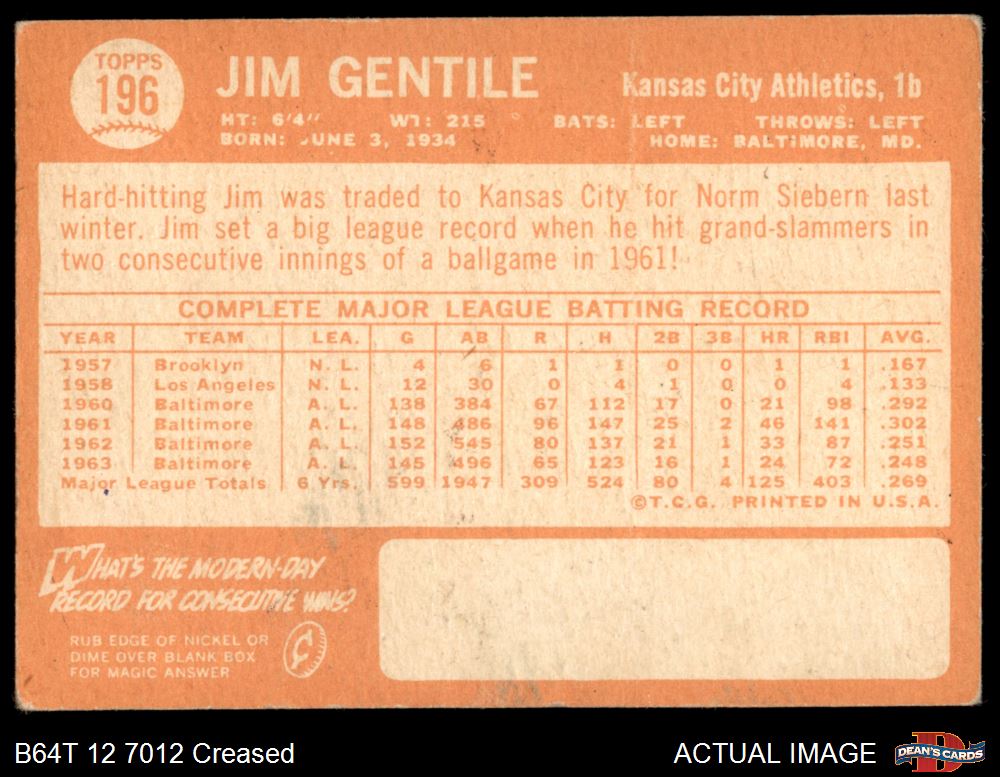 TOPPS
196
JIM GENTILE
Kansas City Athletics, 1b
HT: 6'4" WT: 215 BATS: LEFT THROWS: LEFT
BORN: JUNE 3, 1934 HOME: BALTIMORE, MD.
Hard-hitting Jim was traded to Kansas City for Norm Siebern last
winter. Jim set a big league record when he hit grand-slammers in
two consecutive innings of a ballgame in 1961!
COMPLETE MAJOR LEAGUE BATTING RECORD
YEAR TEAM LEA. G AB R H 2B 3B HR RBI AVG.
1957 Brooklyn N. L. 4 6 1 1 0 0 1 1 .167
1958 Los Angeles N. L. 12 30 0 4 1 0 0 4 .133
1960 Baltimore A. L. 138 384 67 112 17 0 21 98 .292
1961 Baltimore A. L. 148 486 96 147 25 2 46 141 .302
1962 Baltimore A. L. 152 545 80 137 21 1 33 87 .251
1963 Baltimore A. L. 145 496 65 123 16 1 24 72 .248
Major League Totals 6 Yrs. 599 1947 309 524 80 4 125 403 .269
©T.C.G. PRINTED IN U.S.A.
WHAT'S THE MODERN-DAY
RECORD FOR CONSECUTIVE WINS?
RUB EDGE OF NICKEL OR
DIME OVER BLANK BOX
FOR MAGIC ANSWER
B64T 12 7012 Creased
ACTUAL IMAGE
DEAN'S CARDS